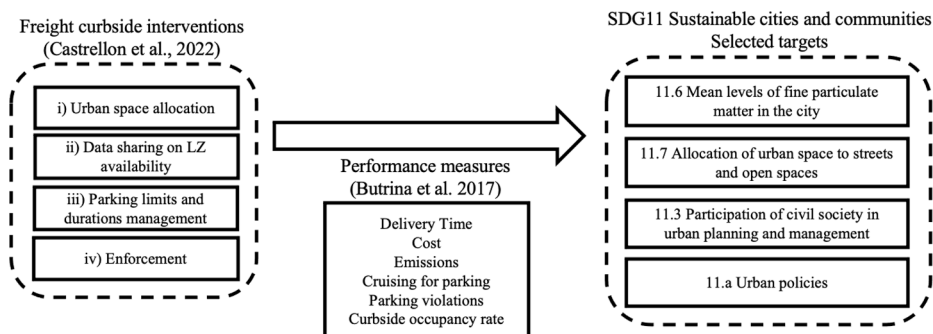 Freight curbside interventions
(Castrellon et al., 2022)
i) Urban space allocation
ii) Data sharing on LZ
availability
iii) Parking limits and
durations management
iv) Enforcement
Performance measures
(Butrina et al. 2017)
Delivery Time
Cost
Emissions
Cruising for parking
Parking violations
Curbside occupancy rate
SDG11 Sustainable cities and communities
Selected targets
11.6 Mean levels of fine particulate
matter in the city
11.7 Allocation of urban space to streets
and open spaces
11.3 Participation of civil society in
urban planning and management
11.a Urban policies